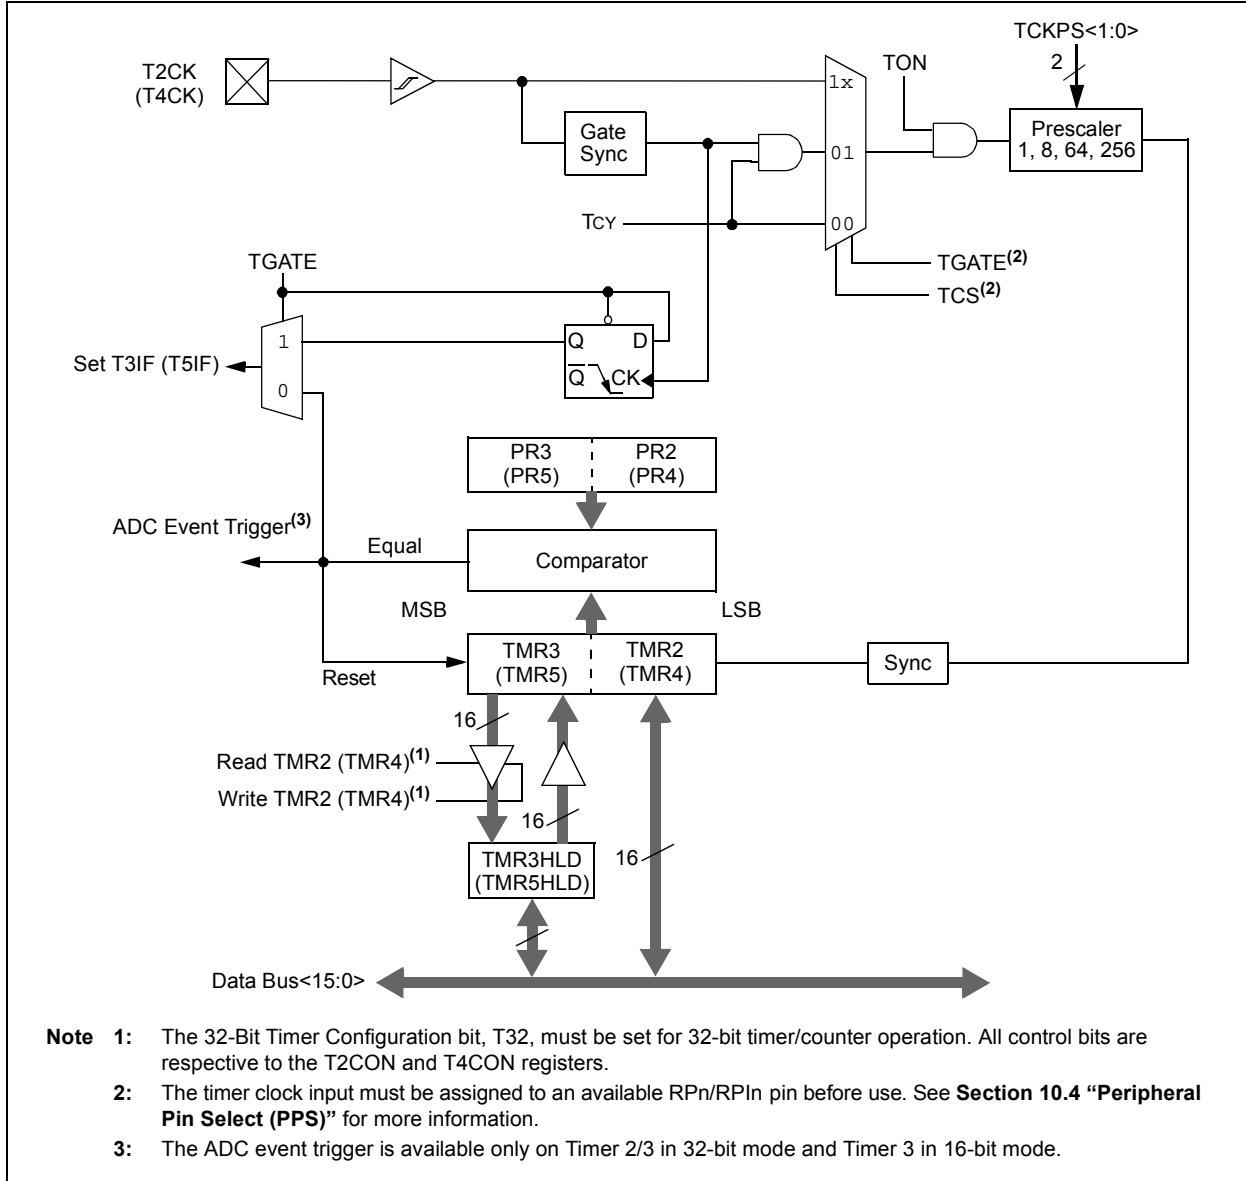 TCKPS<1:0>
2
T2CK
(T4CK)
TON
1x
Prescaler
1, 8, 64, 256
Gate
Sync
01
TCY
00
TGATE(2)
TCS(2)
TGATE
1
Q D
Set T3IF (T5IF)
Q CK
0
PR3 PR2
(PR5) (PR4)
ADC Event Trigger(3)
Equal
Comparator
MSB LSB
TMR3 TMR2
(TMR5) (TMR4)
Sync
Reset
16
Read TMR2 (TMR4)(1)
Write TMR2 (TMR4)(1)
16
16
TMR3HLD
(TMR5HLD)
Data Bus<15:0>
Note 1: The 32-Bit Timer Configuration bit, T32, must be set for 32-bit timer/counter operation. All control bits are
respective to the T2CON and T4CON registers.
2: The timer clock input must be assigned to an available RPn/RPIn pin before use. See Section 10.4 “Peripheral
Pin Select (PPS)” for more information.
3: The ADC event trigger is available only on Timer 2/3 in 32-bit mode and Timer 3 in 16-bit mode.